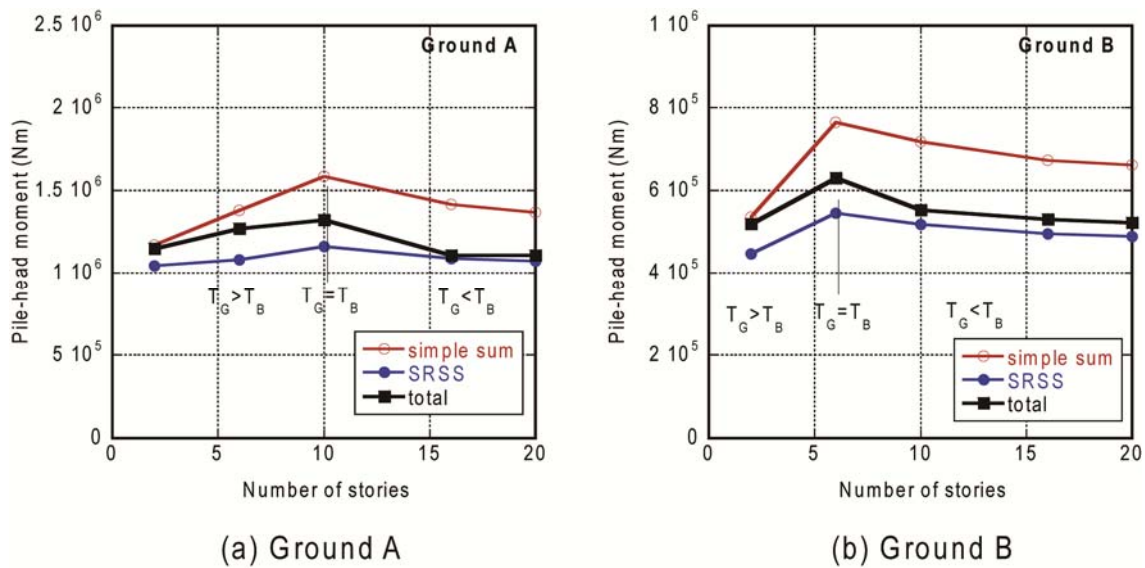 2.5 10^6
2 10^6
1.5 10^6
1 10^6
5 10^5
0
Pile-head moment (Nm)
Ground A
T_G>T_B
T_G=T_B
T_G<T_B
simple sum
SRSS
total
0 5 10 15 20
Number of stories
(a) Ground A
1 10^6
8 10^5
6 10^5
4 10^5
2 10^5
0
Pile-head moment (Nm)
Ground B
T_G>T_B
T_G=T_B
T_G<T_B
simple sum
SRSS
total
0 5 10 15 20
Number of stories
(b) Ground B